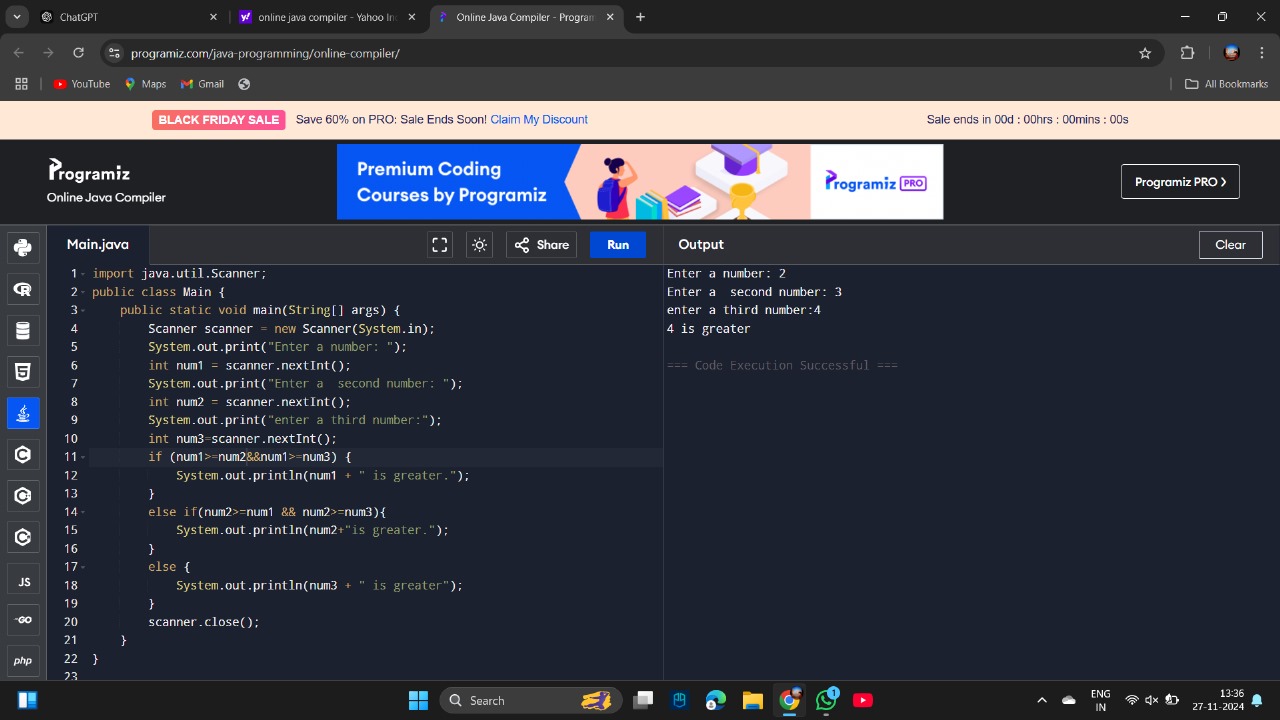 ChatGPT
online java compiler - Yahoo In
Online Java Compiler - Program
programiz.com/java-programming/online-compiler/
YouTube
Maps
Gmail
All Bookmarks
BLACK FRIDAY SALE
Save 60% on PRO: Sale Ends Soon! Claim My Discount
Sale ends in 00d : 00hrs : 00mins : 00s
Programiz
Online Java Compiler
Premium Coding
Courses by Programiz
Programiz PRO
Programiz PRO >
Main.java
Share
Run
Output
Clear
1 import java.util.Scanner;
2 public class Main {
3 public static void main(String[] args) {
4 Scanner scanner = new Scanner(System.in);
5 System.out.print("Enter a number: ");
6 int num1 = scanner.nextInt();
7 System.out.print("Enter a  second number: ");
8 int num2 = scanner.nextInt();
9 System.out.print("enter a third number:");
10 int num3=scanner.nextInt();
11 if (num1>=num2&&num1>=num3) {
12 System.out.println(num1 + " is greater.");
13 }
14 else if(num2>=num1 && num2>=num3){
15 System.out.println(num2+"is greater.");
16 }
17 else {
18 System.out.println(num3 + " is greater");
19 }
20 scanner.close();
21 }
22 }
23
Enter a number: 2
Enter a  second number: 3
enter a third number:4
4 is greater
=== Code Execution Successful ===
JS
GO
php
Search
1
ENG
IN
13:36
27-11-2024